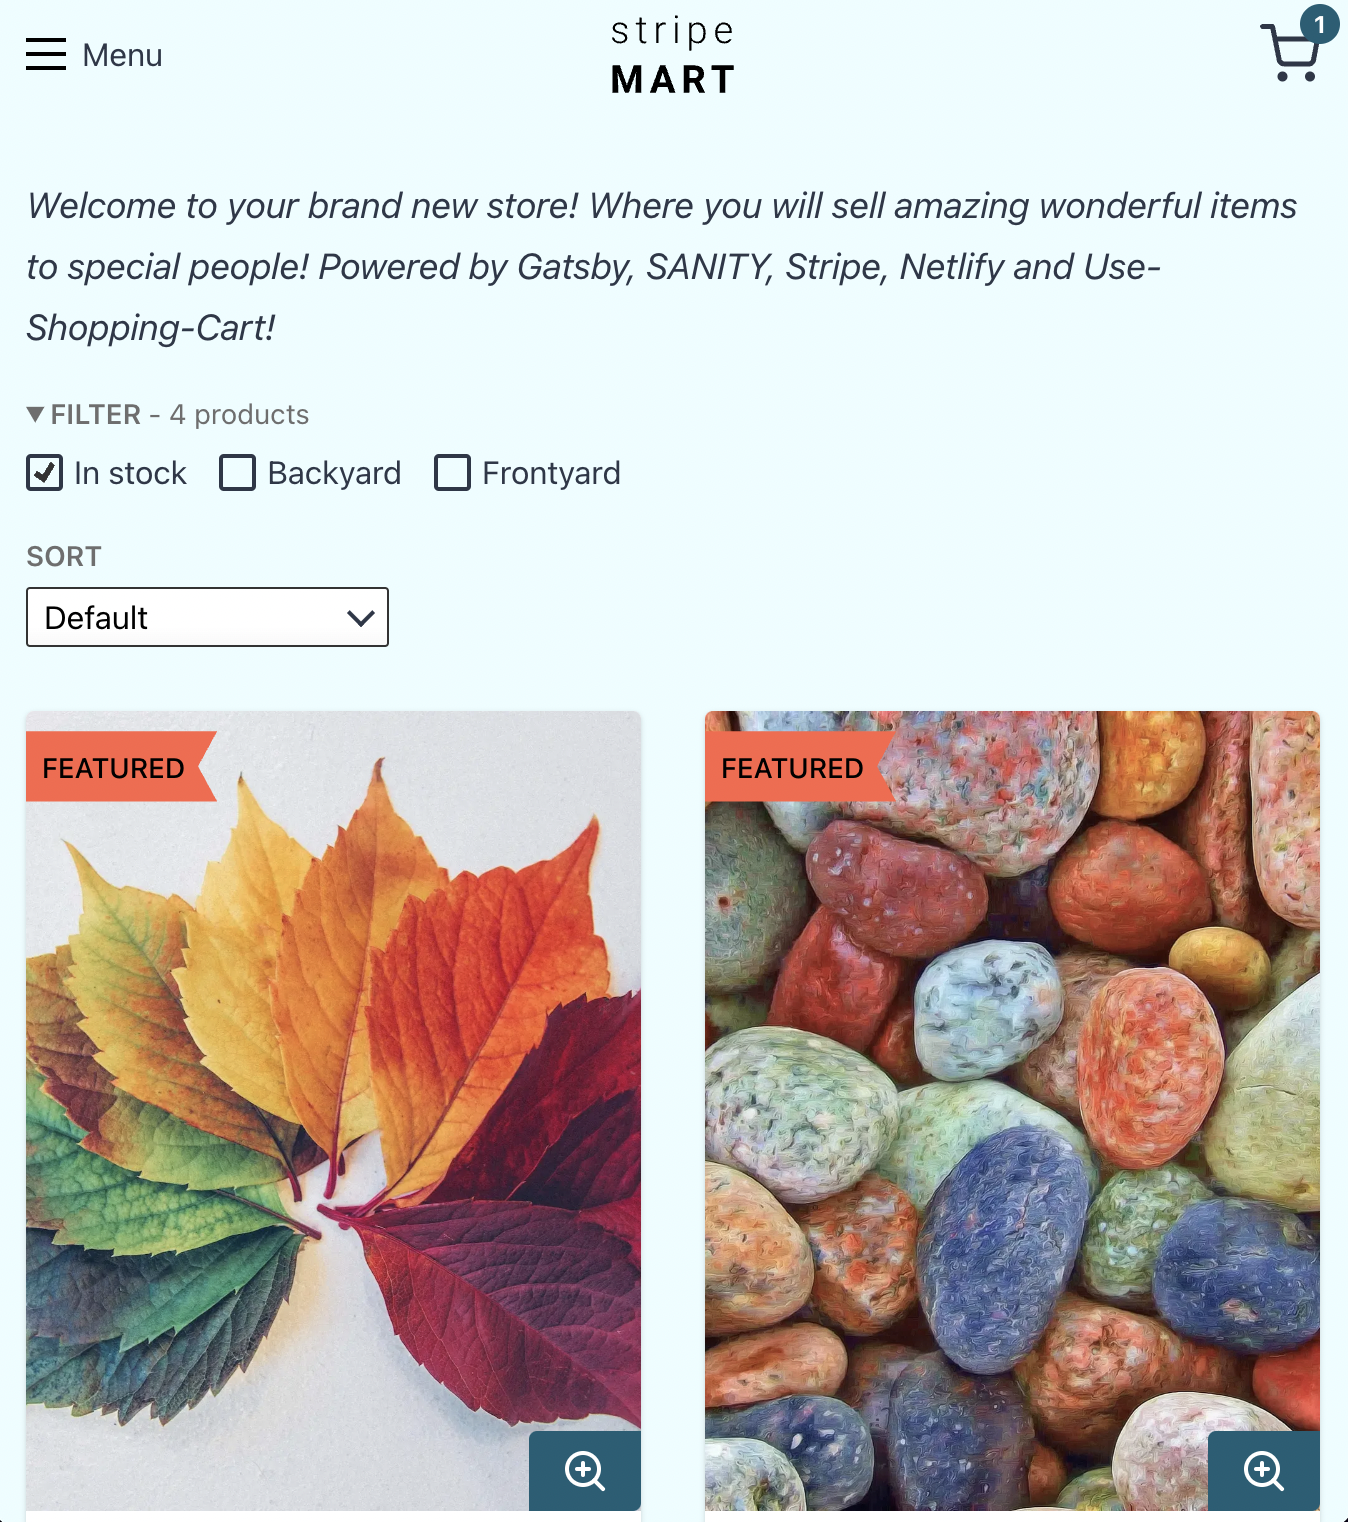 Menu
stripe
MART
1
Welcome to your brand new store! Where you will sell amazing wonderful items
to special people! Powered by Gatsby, SANITY, Stripe, Netlify and Use-
Shopping-Cart!
FILTER - 4 products
In stock Backyard Frontyard
SORT
Default
FEATURED
FEATURED